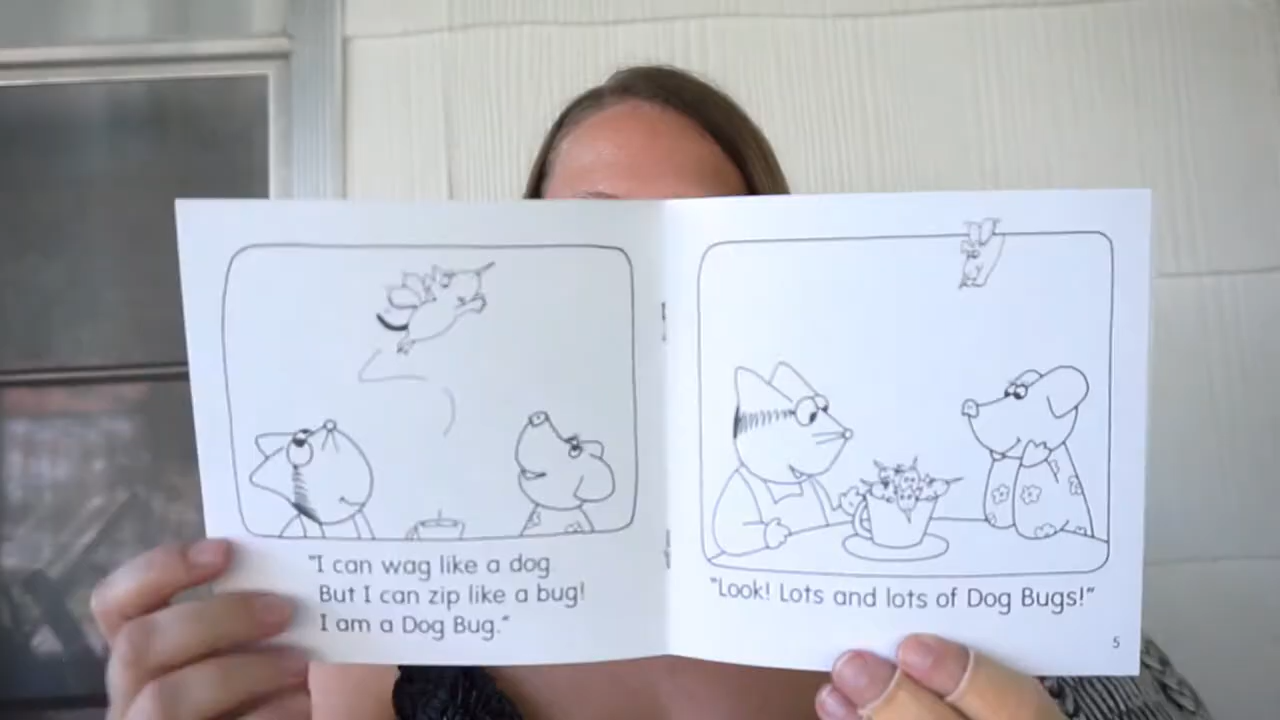 "I can wag like a dog
But I can zip like a bug!
I am a Dog Bug."
"Look! Lots and lots of Dog Bugs!"
5